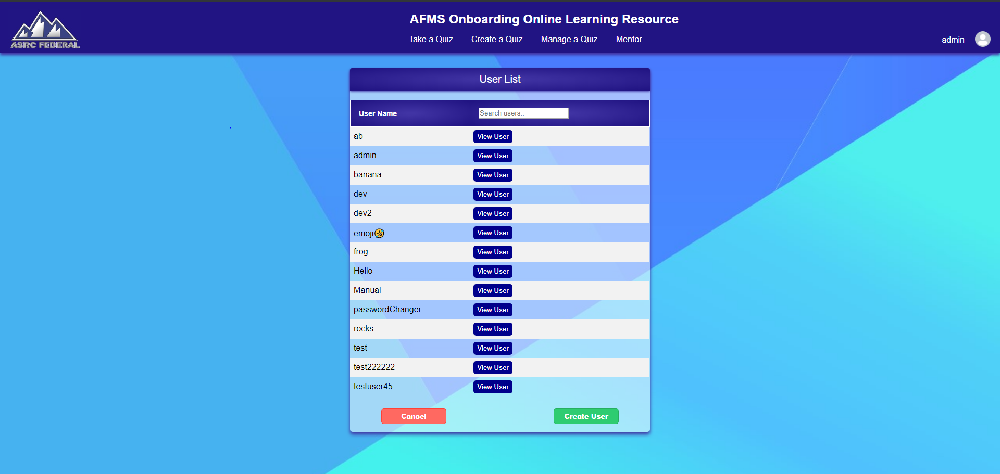 ASRC FEDERAL
AFMS Onboarding Online Learning Resource
Take a Quiz Create a Quiz Manage a Quiz Mentor
admin
User List
User Name Search users..
ab View User
admin View User
banana View User
dev View User
dev2 View User
emoji🤣 View User
frog View User
Hello View User
Manual View User
passwordChanger View User
rocks View User
test View User
test222222 View User
testuser45 View User
Cancel Create User